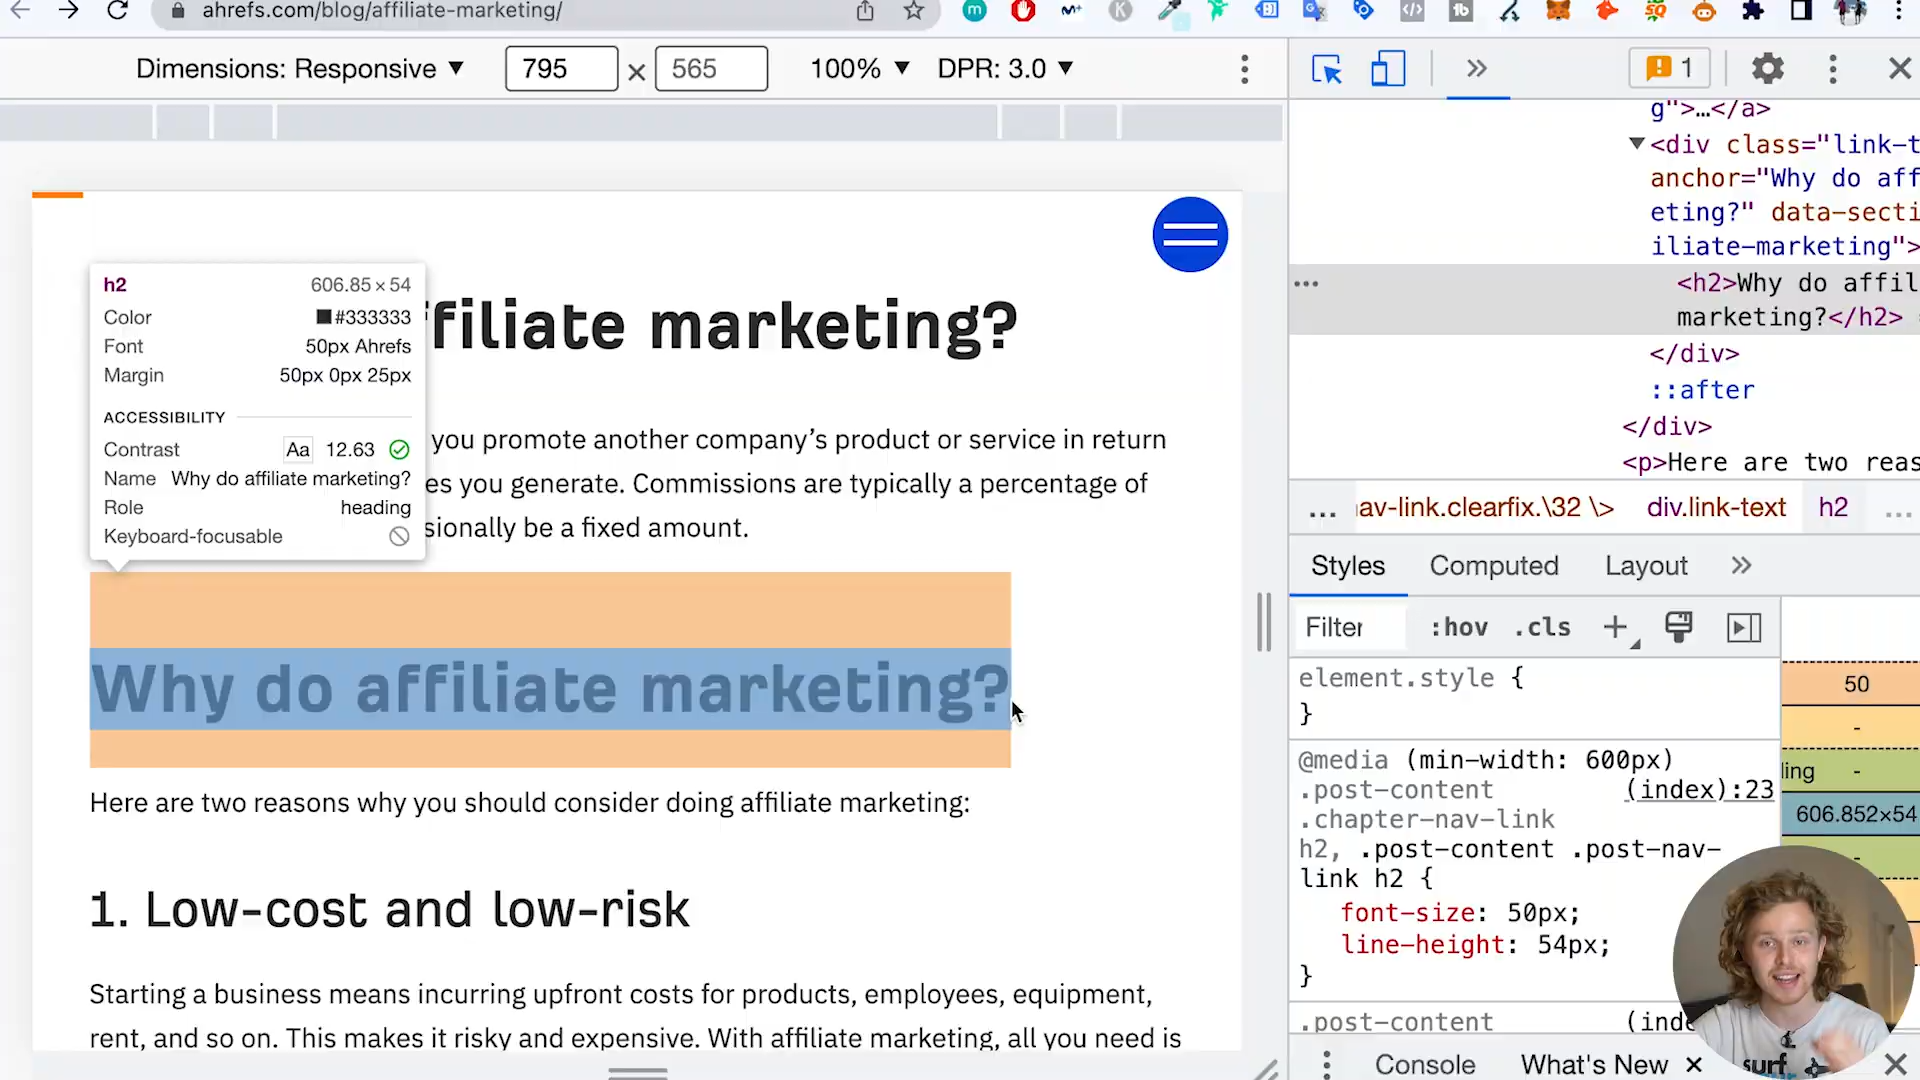 ahrefs.com/blog/affiliate-marketing/
Dimensions: Responsive ▼ 795 × 565 100% ▼ DPR: 3.0 ▼
1
ffiliate marketing?
h2 606.85 × 54
Color #333333
Font 50px Ahrefs
Margin 50px 0px 25px
ACCESSIBILITY
Contrast Aa 12.63
Name Why do affiliate marketing?
Role heading
Keyboard-focusable
you promote another company’s product or service in return
es you generate. Commissions are typically a percentage of
sionally be a fixed amount.
Why do affiliate marketing?
Here are two reasons why you should consider doing affiliate marketing:
1. Low-cost and low-risk
Starting a business means incurring upfront costs for products, employees, equipment,
rent, and so on. This makes it risky and expensive. With affiliate marketing, all you need is
g">…</a>
<div class="link-t
anchor="Why do aff
eting?" data-secti
iliate-marketing">
<h2>Why do affil
marketing?</h2>
</div>
::after
</div>
<p>Here are two reas
... nav-link.clearfix.\32 \> div.link-text h2 ...
Styles Computed Layout
Filter :hov .cls
element.style {
}
@media (min-width: 600px)
.post-content (index):23
.chapter-nav-link
h2, .post-content .post-nav-
link h2 {
font-size: 50px;
line-height: 54px;
}
.post-content (inde
50
-
ding -
606.852×54
-
Console What's New ×
surf